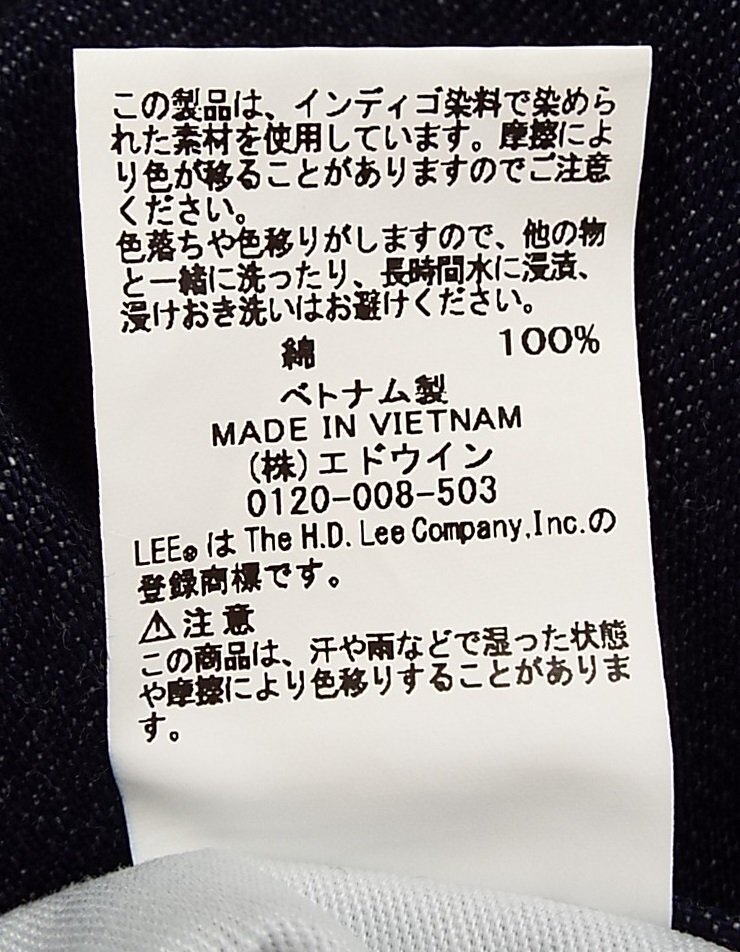 この製品は、インディゴ染料で染めら
れた素材を使用しています。摩擦によ
り色が移ることがありますのでご注意
ください。
色落ちや色移りがしますので、他の物
と一緒に洗ったり、長時間水に浸漬、
浸けおき洗いはお避けください。
綿 100%
ベトナム製
MADE IN VIETNAM
(株)エドウイン
0120-008-503
LEE®は The H.D. Lee Company,Inc.の
登録商標です。
⚠注意
この商品は、汗や雨などで湿った状態
や摩擦により色移りすることがありま
す。